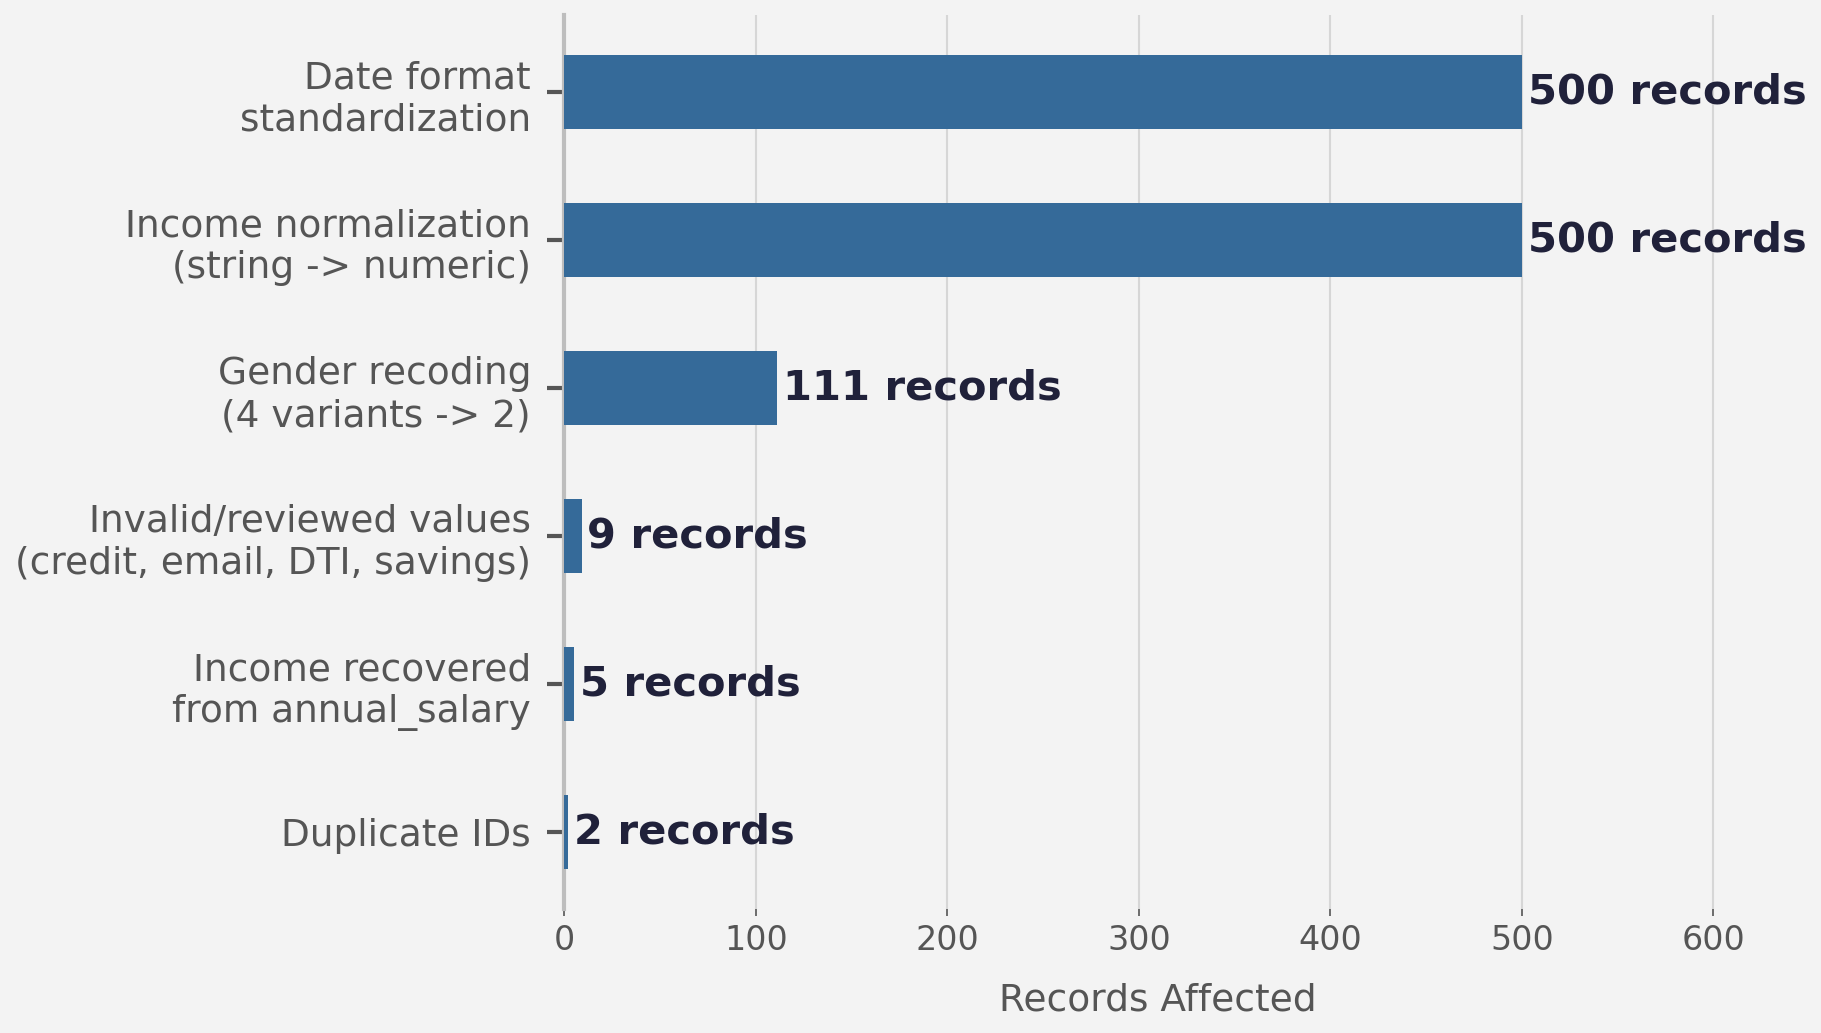 Date format
standardization
500 records
Income normalization
(string -> numeric)
500 records
Gender recoding
(4 variants -> 2)
111 records
Invalid/reviewed values
(credit, email, DTI, savings)
9 records
Income recovered
from annual_salary
5 records
Duplicate IDs
2 records
0 100 200 300 400 500 600
Records Affected